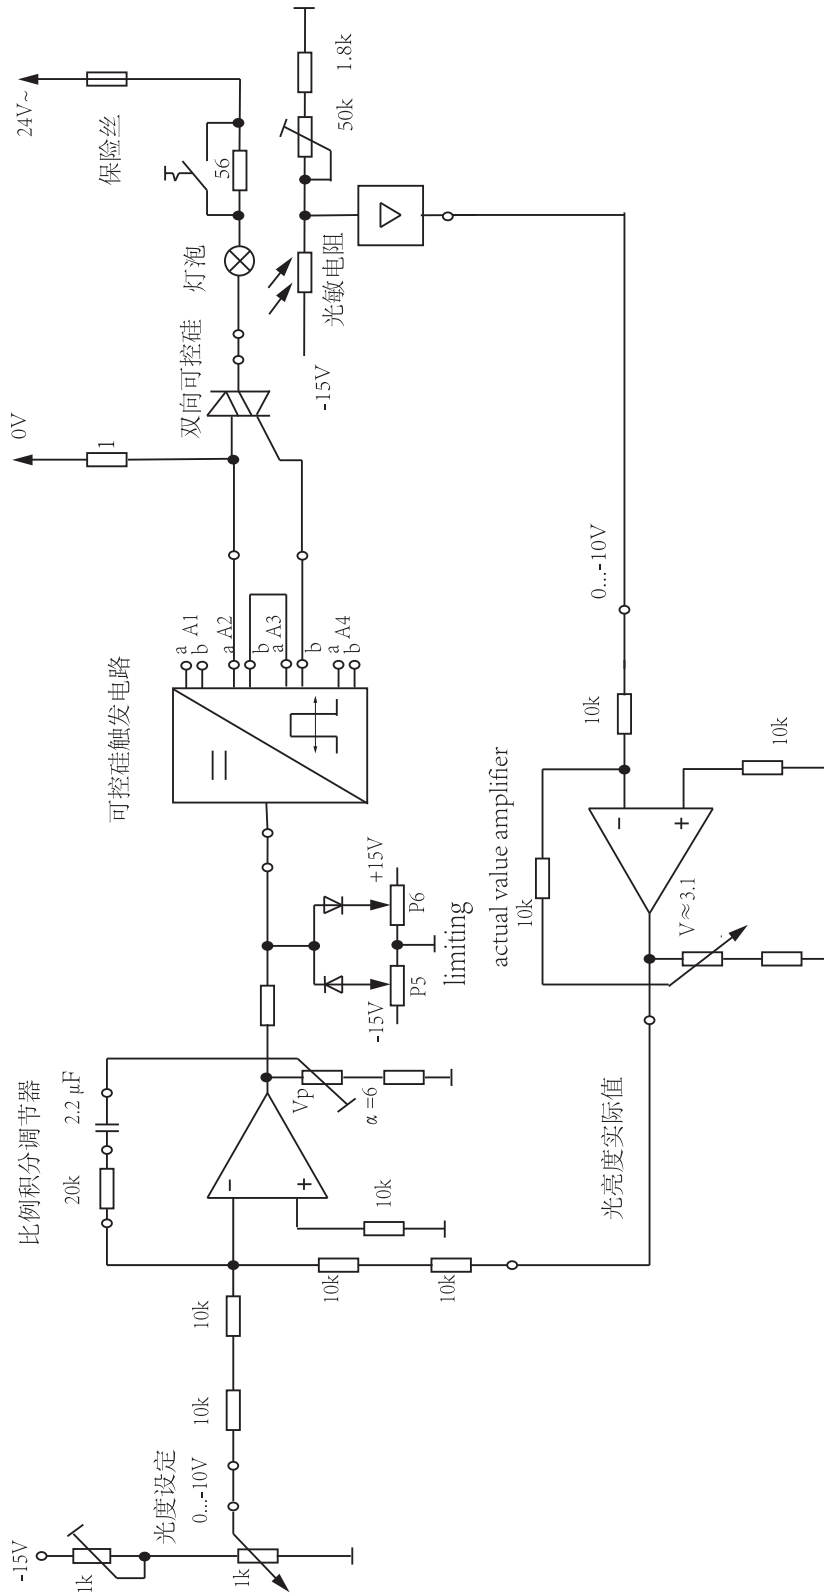 -15V
1k
1k
光度设定
0...-10V
10k
10k
比例积分调节器
20k
2.2 µF
10k
10k
10k
Vp
α =6
-15V
P5
+15V
P6
limiting
可控硅触发电路
a
b
A1
a
A2
b
a
A3
b
a
A4
b
0V
1
双向可控硅
灯泡
56
保险丝
24V~
1.8k
50k
光敏电阻
-15V
0...-10V
10k
10k
actual value amplifier
10k
V≈3.1
光亮度实际值